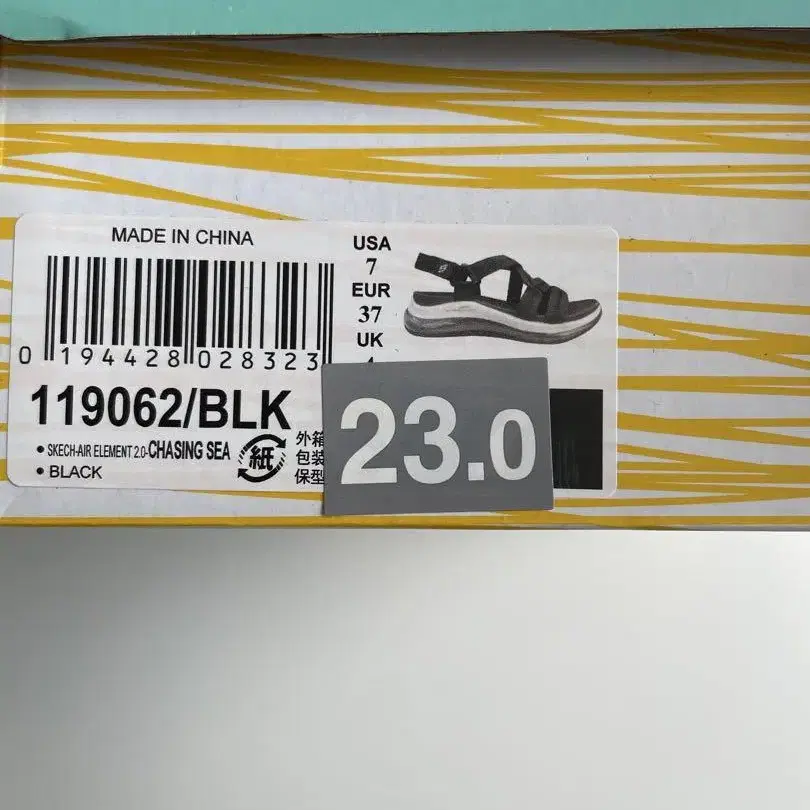 MADE IN CHINA
0 194428 028323
119062/BLK
• SKECH-AIR ELEMENT 2.0-CHASING SEA
• BLACK
紙
外箱
包装
保型
USA
7
EUR
37
UK
23.0